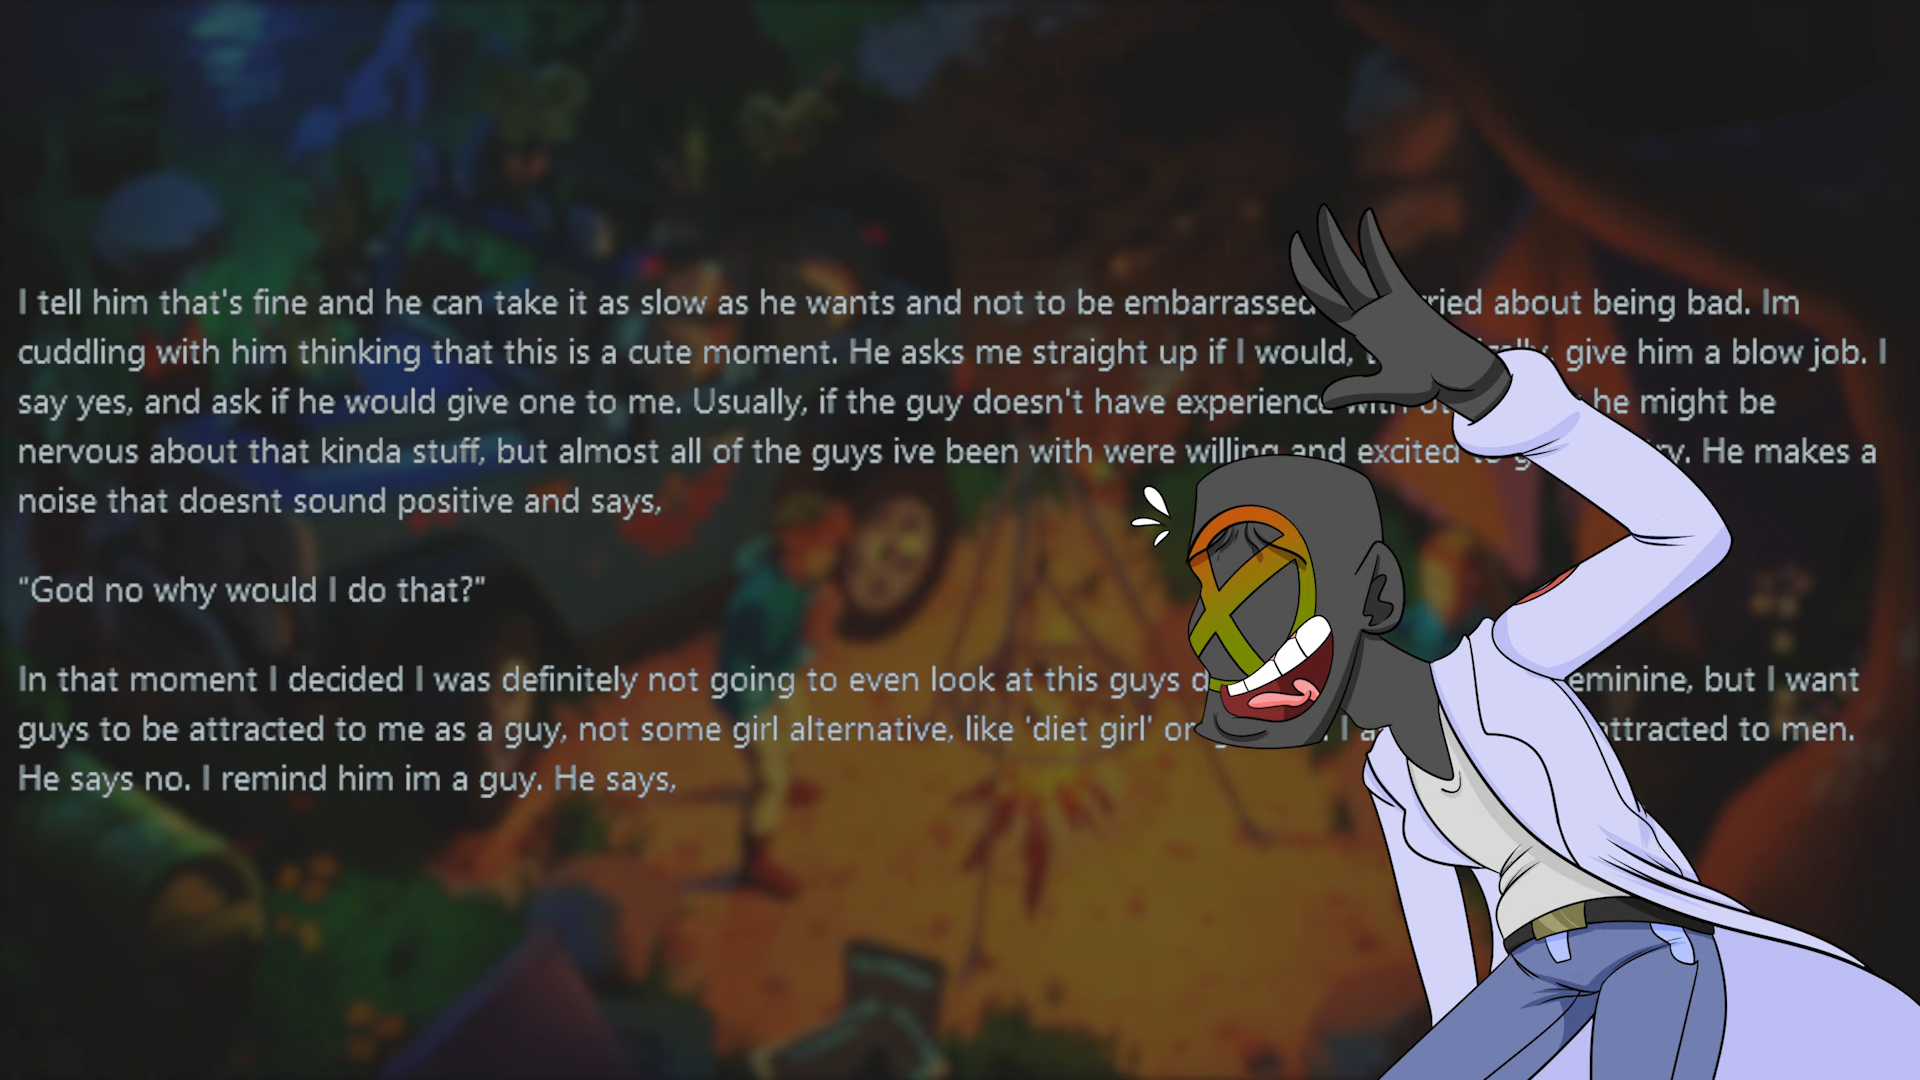 I tell him that's fine and he can take it as slow as he wants and not to be embarrassed about being bad. Im
cuddling with him thinking that this is a cute moment. He asks me straight up if I would, give him a blow job. I
say yes, and ask if he would give one to me. Usually, if the guy doesn't have experience with he might be
nervous about that kinda stuff, but almost all of the guys ive been with were willing and excited to He makes a
noise that doesnt sound positive and says,
"God no why would I do that?"
In that moment I decided I was definitely not going to even look at this guys but I want
guys to be attracted to me as a guy, not some girl alternative, like 'diet girl' or I attracted to men.
He says no. I remind him im a guy. He says,